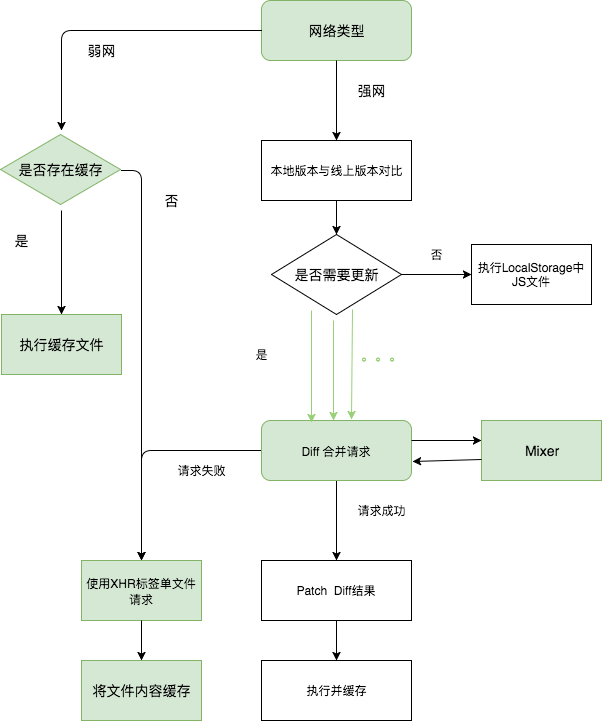 网络类型
弱网
强网
是否存在缓存
本地版本与线上版本对比
否
是
是否需要更新
否
执行LocalStorage中
JS文件
执行缓存文件
是
Diff 合并请求
Mixer
请求失败
请求成功
使用XHR标签单文件
请求
Patch Diff结果
将文件内容缓存
执行并缓存